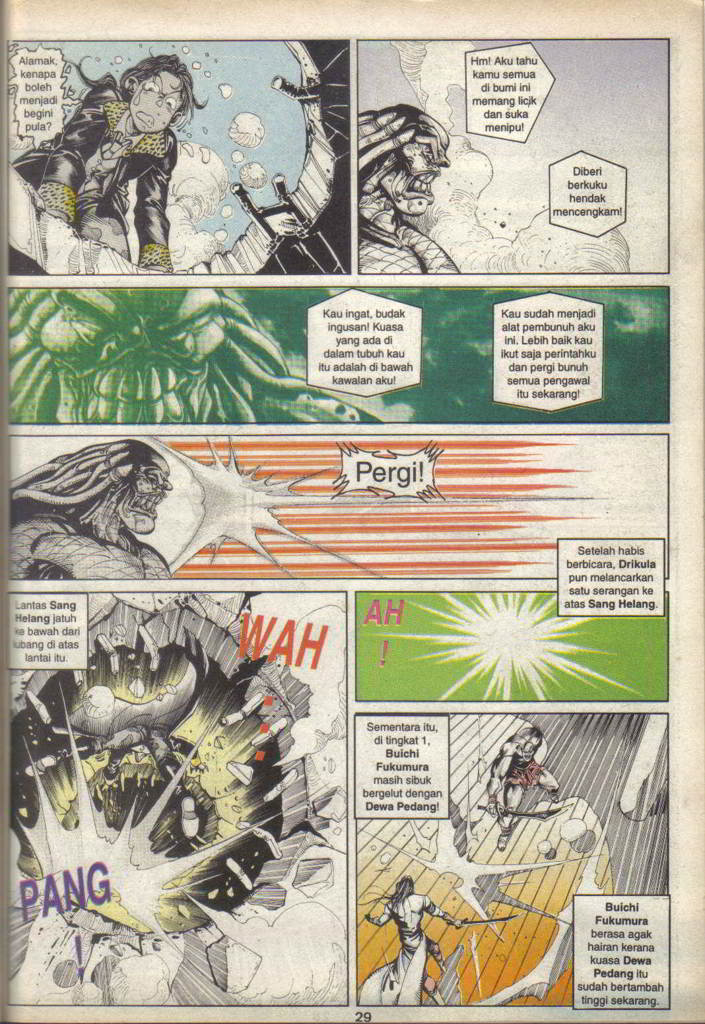 Alamak,
kenapa
boleh
menjadi
begini
pula?
Hm! Aku tahu
kamu semua
di bumi ini
memang licik
dan suka
menipu!
Diberi
berkuku
hendak
mencengkam!
Kau ingat, budak
ingusan! Kuasa
yang ada di
dalam tubuh kau
itu adalah di bawah
kawalan aku!
Kau sudah menjadi
alat pembunuh aku
ini. Lebih baik kau
ikut saja perintahku
dan pergi bunuh
semua pengawal
itu sekarang!
Pergi!
Setelah habis
berbicara, Drikula
pun melancarkan
satu serangan ke
atas Sang Helang.
Lantas Sang
Helang jatuh
ke bawah dari
lubang di atas
lantai itu.
WAH
...
PANG
!
AH
!
Sementara itu,
di tingkat 1,
Buichi
Fukumura
masih sibuk
bergelut dengan
Dewa Pedang!
Buichi
Fukumura
berasa agak
hairan kerana
kuasa Dewa
Pedang itu
sudah bertambah
tinggi sekarang.
29